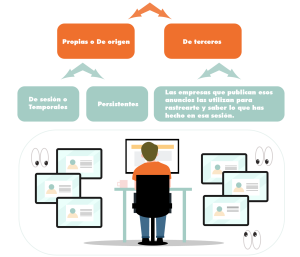 Propias o De origen
De terceros
De sesión o
Temporales
Persistentes
Las empresas que publican esos
anuncios las utilizan para
rastrearte y saber lo que has
hecho en esa sesión.